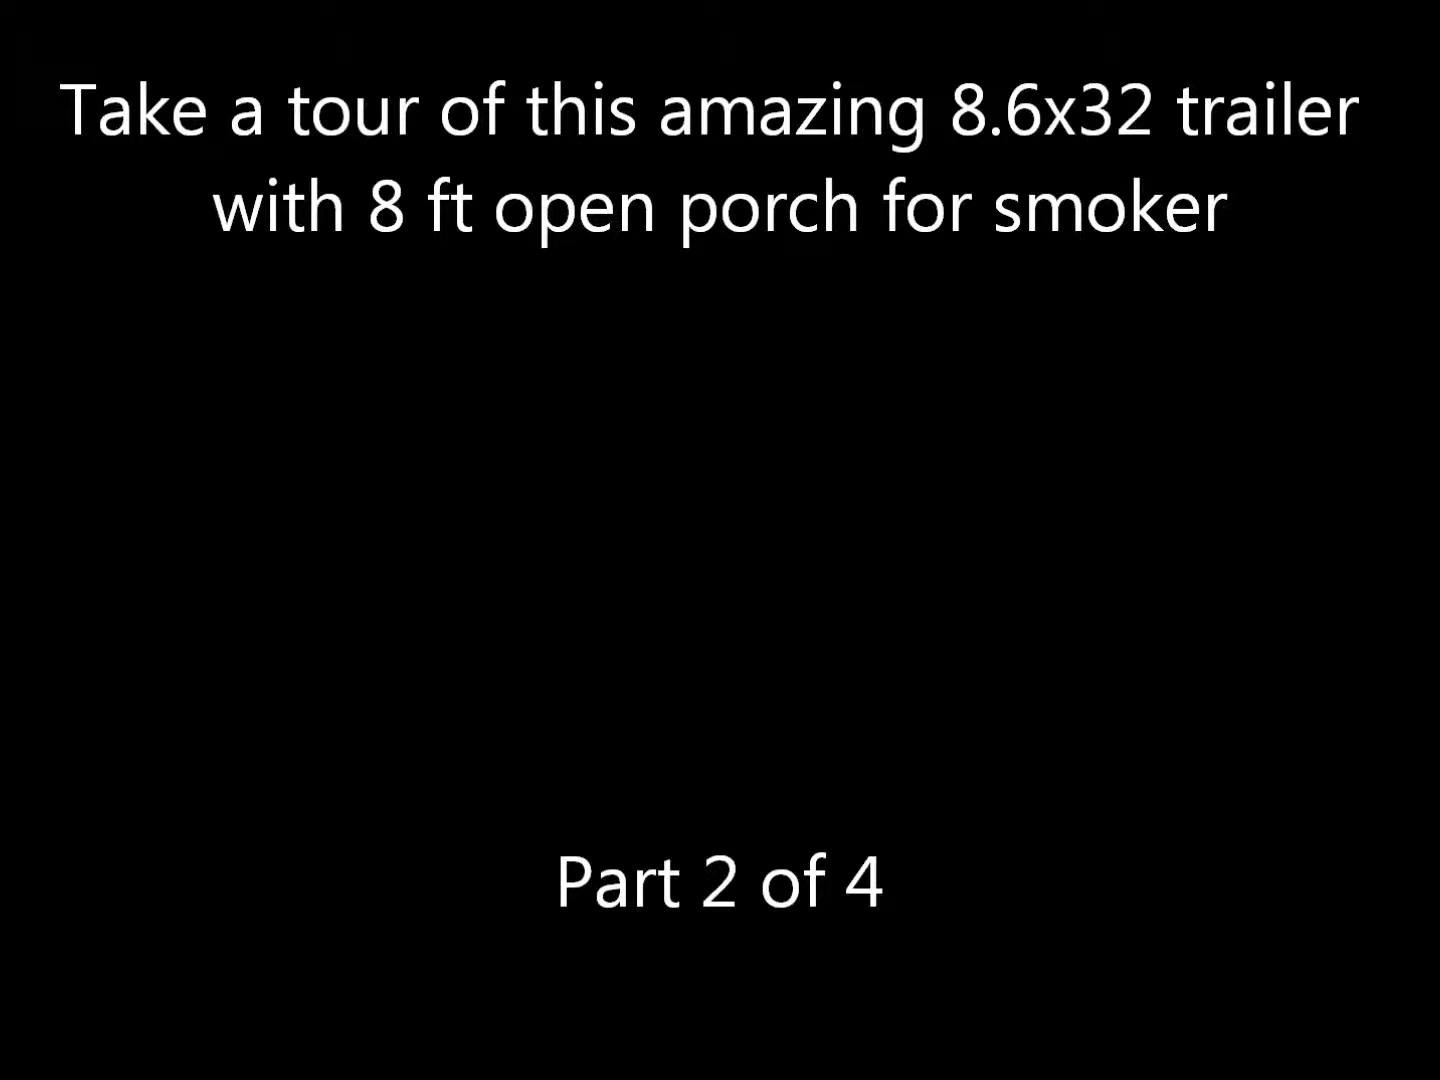 Take a tour of this amazing 8.6x32 trailer
with 8 ft open porch for smoker
Part 2 of 4